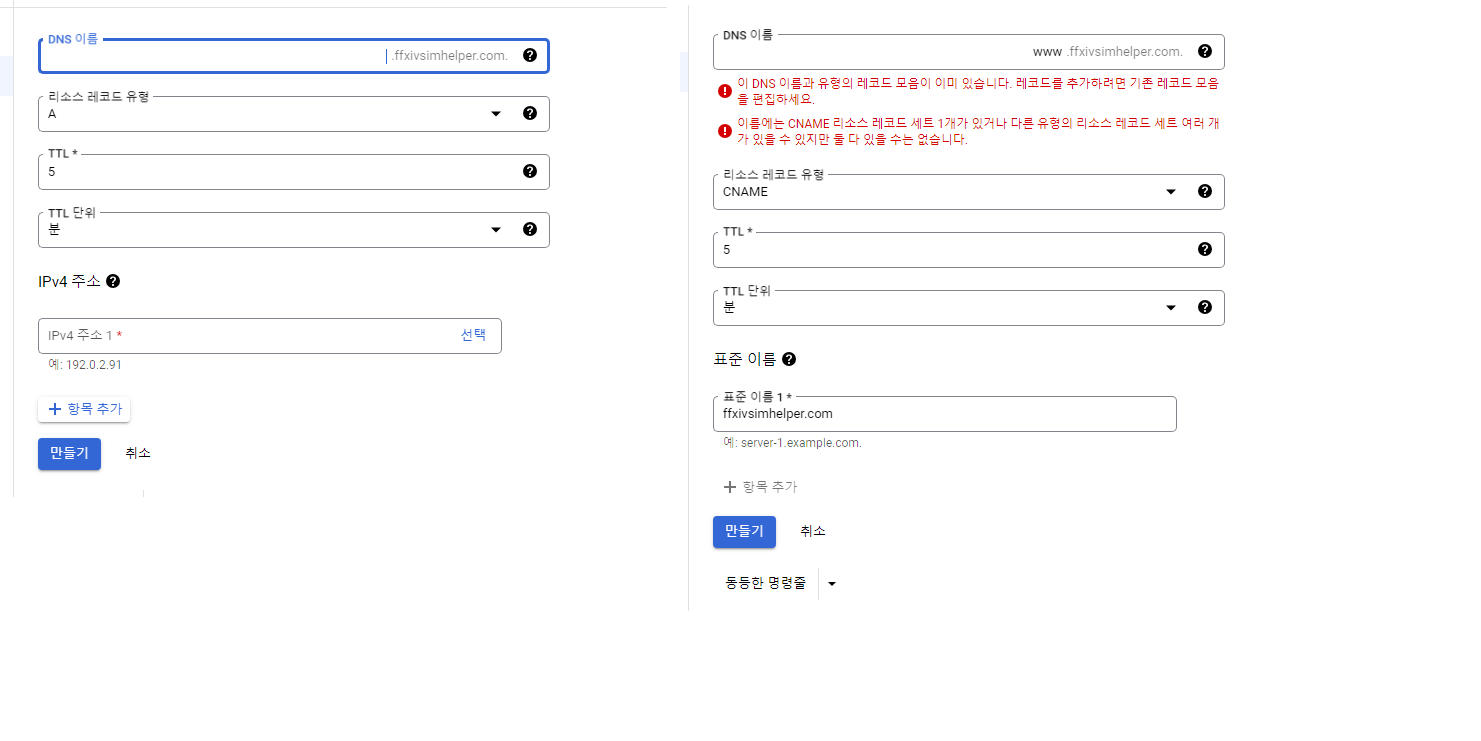 DNS 이름
.ffxivsimhelper.com.
리소스 레코드 유형
A
TTL *
5
TTL 단위
분
IPv4 주소
IPv4 주소 1 *
선택
예: 192.0.2.91
항목 추가
만들기
취소
DNS 이름
www .ffxivsimhelper.com.
이 DNS 이름과 유형의 레코드 모음이 이미 있습니다. 레코드를 추가하려면 기존 레코드 모음
을 편집하세요.
이름에는 CNAME 리소스 레코드 세트 1개가 있거나 다른 유형의 리소스 레코드 세트 여러 개
가 있을 수 있지만 둘 다 있을 수는 없습니다.
리소스 레코드 유형
CNAME
TTL *
5
TTL 단위
분
표준 이름
표준 이름 1 *
ffxivsimhelper.com
예: server-1.example.com.
항목 추가
만들기
취소
동등한 명령줄